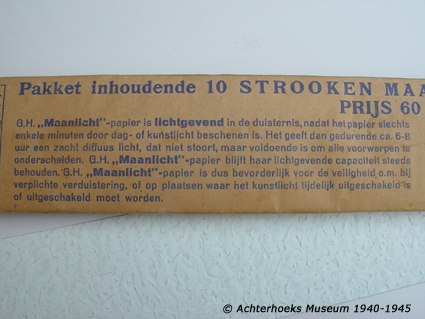 Pakket inhoudende 10 STROOKEN MAA
PRIJS 60
G.H. „Maanlicht"-papier is lichtgevend in de duisternis, nadat het papier slechts
enkele minuten door dag- of kunstlicht beschenen is. Het geeft dan gedurende ca. 6-8
uur een zacht diffuus licht, dat niet stoort, maar voldoende is om alle voorwerpen te
onderscheiden. G.H. „Maanlicht"-papier blijft haar lichtgevende capaciteit steeds
behouden. G.H. „Maanlicht"-papier is dus bevorderlijk voor de veiligheid o.m. bij
verplichte verduistering, of op plaatsen waar het kunstlicht tijdelijk uitgeschakeld is
of uitgeschakeld moet worden.
© Achterhoeks Museum 1940-1945